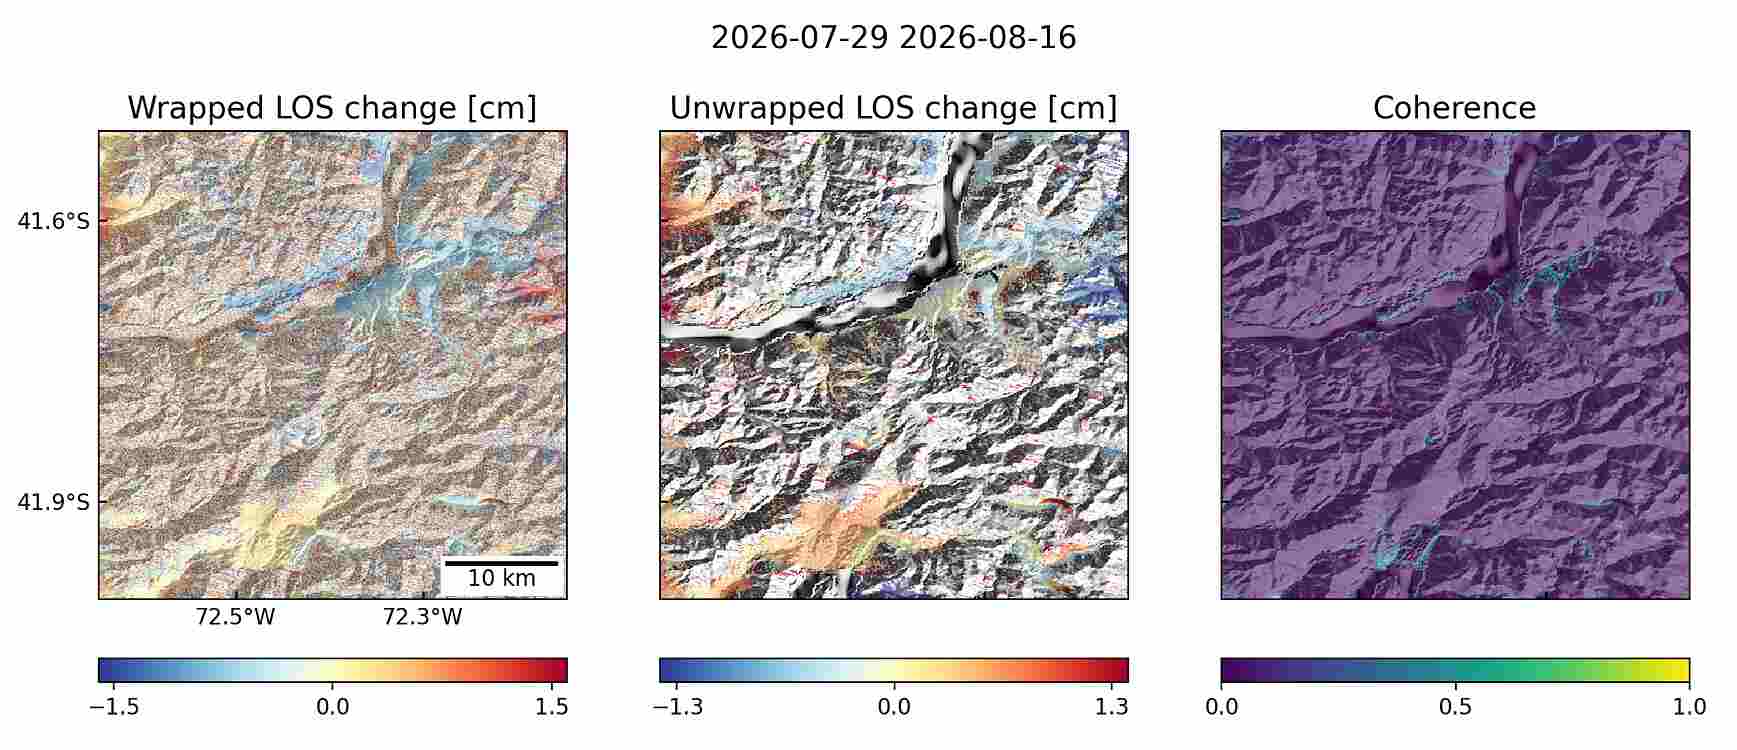 2026-07-29 2026-08-16
Wrapped LOS change [cm]
Unwrapped LOS change [cm]
Coherence
41.6°S
41.9°S
10 km
72.5°W
72.3°W
−1.5
0.0
1.5
−1.3
0.0
1.3
0.0
0.5
1.0